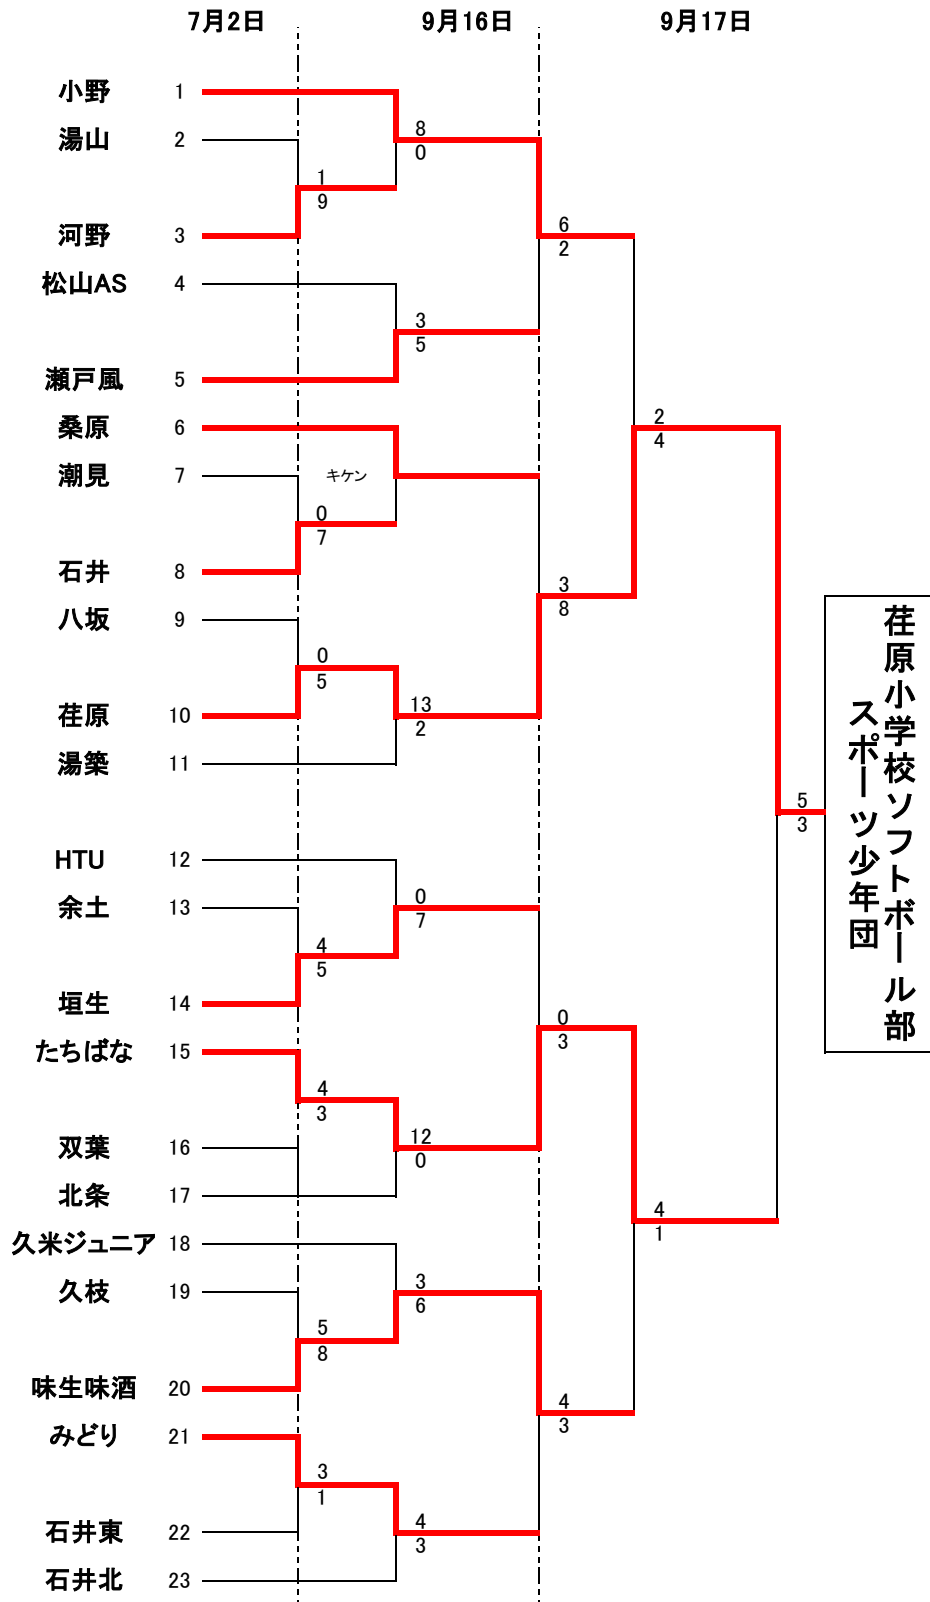 7月2日 9月16日 9月17日
小野 1
8
湯山 2
0
1
9
河野 3
6
2
松山AS 4
3
5
瀬戸風 5
桑原 6
2
4
潮見 7
キケン
0
7
石井 8
3
8
八坂 9
0
5
荏原 10
13
2
湯築 11
5
3
荏原小学校ソフトボール部
スポーツ少年団
HTU 12
0
7
余土 13
4
5
垣生 14
0
3
たちばな 15
4
3
双葉 16
12
0
北条 17
4
1
久米ジュニア 18
3
6
久枝 19
5
8
味生味酒 20
4
3
みどり 21
3
1
石井東 22
4
3
石井北 23